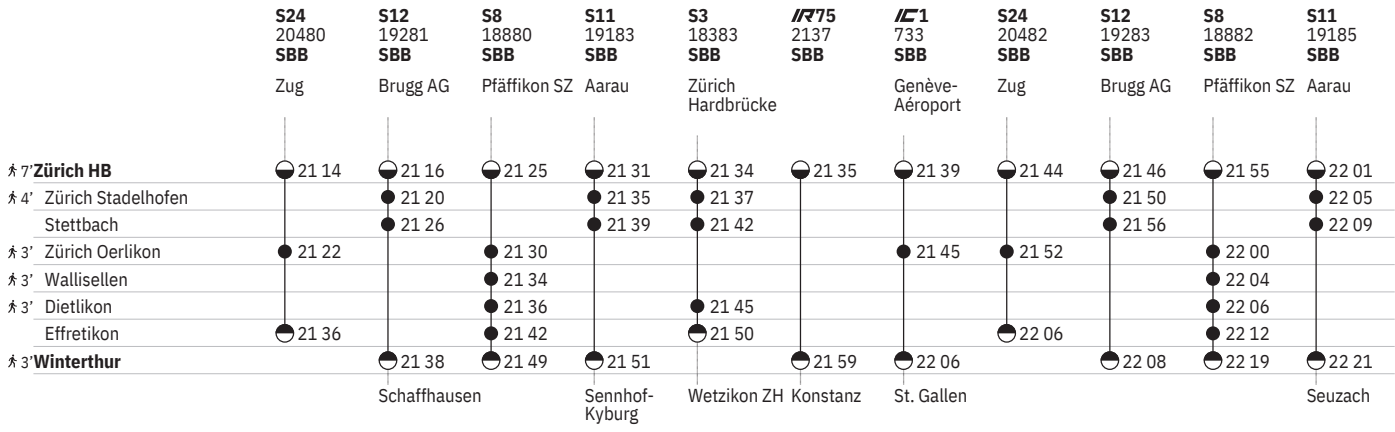 S24 S12 S8 S11 S3 IR75 IC1 S24 S12 S8 S11
20480 19281 18880 19183 18383 2137 733 20482 19283 18882 19185
SBB SBB SBB SBB SBB SBB SBB SBB SBB SBB SBB
Zug Brugg AG Pfäffikon SZ Aarau Zürich Genève- Zug Brugg AG Pfäffikon SZ Aarau
Hardbrücke Aéroport
7' Zürich HB 21 14 21 16 21 25 21 31 21 34 21 35 21 39 21 44 21 46 21 55 22 01
4' Zürich Stadelhofen 21 20 21 35 21 37 21 50 22 05
Stettbach 21 26 21 39 21 42 21 56 22 09
3' Zürich Oerlikon 21 22 21 30 21 45 21 52 22 00
3' Wallisellen 21 34 22 04
3' Dietlikon 21 36 21 45 22 06
Effretikon 21 36 21 42 21 50 22 06 22 12
3' Winterthur 21 38 21 49 21 51 21 59 22 06 22 08 22 19 22 21
Schaffhausen Sennhof- Wetzikon ZH Konstanz St. Gallen Seuzach
Kyburg